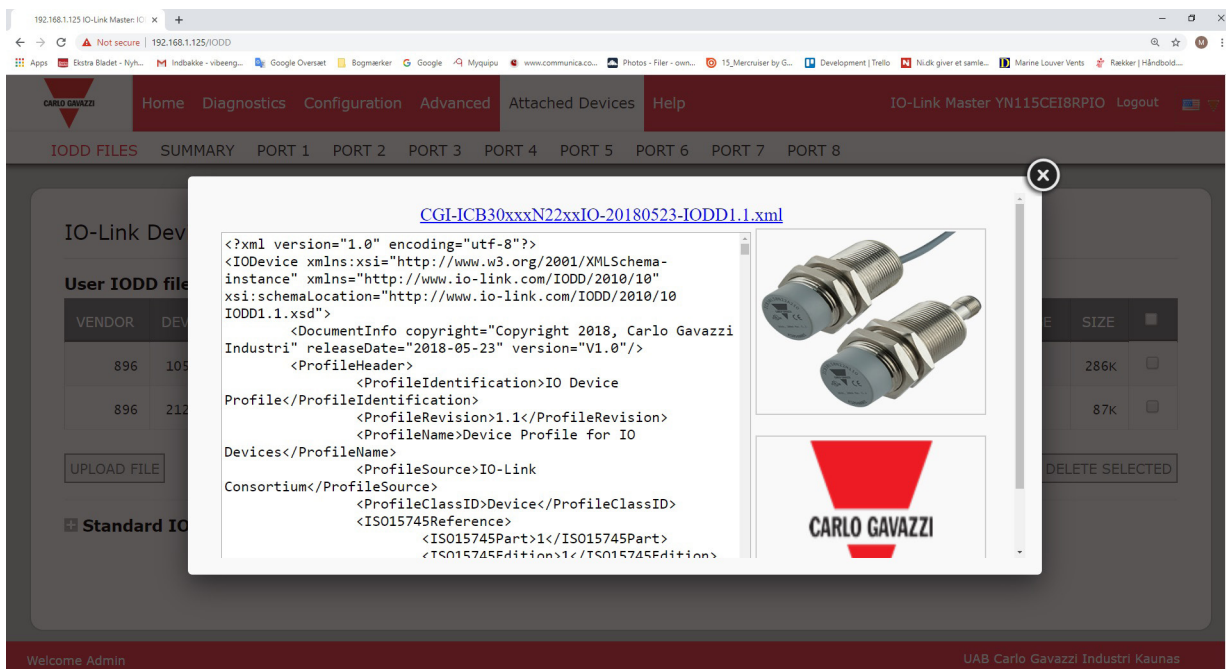 192.168.1.125 IO-Link Master: IO
Not secure 192.168.1.125/IODD
Apps Ekstra Bladet - Nyh... Indbakke - vibeeng... Google Oversæt Bogmærker Google Myquipu www.communica.co... Photos - Filer - own... 15_Mercruiser by G... Development | Trello Ni.dk giver et samle... Marine Louver Vents Rækker | Håndbold....
CARLO GAVAZZI Home Diagnostics Configuration Advanced Attached Devices Help IO-Link Master YN115CEI8RPIO Logout
IODD FILES SUMMARY PORT 1 PORT 2 PORT 3 PORT 4 PORT 5 PORT 6 PORT 7 PORT 8
CGI-ICB30xxxN22xxIO-20180523-IODD1.1.xml
IO-Link Dev
<?xml version="1.0" encoding="utf-8"?>
<IODevice xmlns:xsi="http://www.w3.org/2001/XMLSchema-
instance" xmlns="http://www.io-link.com/IODD/2010/10"
xsi:schemaLocation="http://www.io-link.com/IODD/2010/10
IODD1.1.xsd">
<DocumentInfo copyright="Copyright 2018, Carlo Gavazzi
Industri" releaseDate="2018-05-23" version="V1.0"/>
<ProfileHeader>
<ProfileIdentification>IO Device
Profile</ProfileIdentification>
<ProfileRevision>1.1</ProfileRevision>
<ProfileName>Device Profile for IO
Devices</ProfileName>
<ProfileSource>IO-Link
Consortium</ProfileSource>
<ProfileClassID>Device</ProfileClassID>
<ISO15745Reference>
<ISO15745Part>1</ISO15745Part>
<ISO15745Edition>1</ISO15745Edition>
User IODD file
VENDOR DEV E SIZE
896 105 286K
896 212 87K
UPLOAD FILE DELETE SELECTED
Standard IO
CARLO GAVAZZI
Welcome Admin UAB Carlo Gavazzi Industri Kaunas